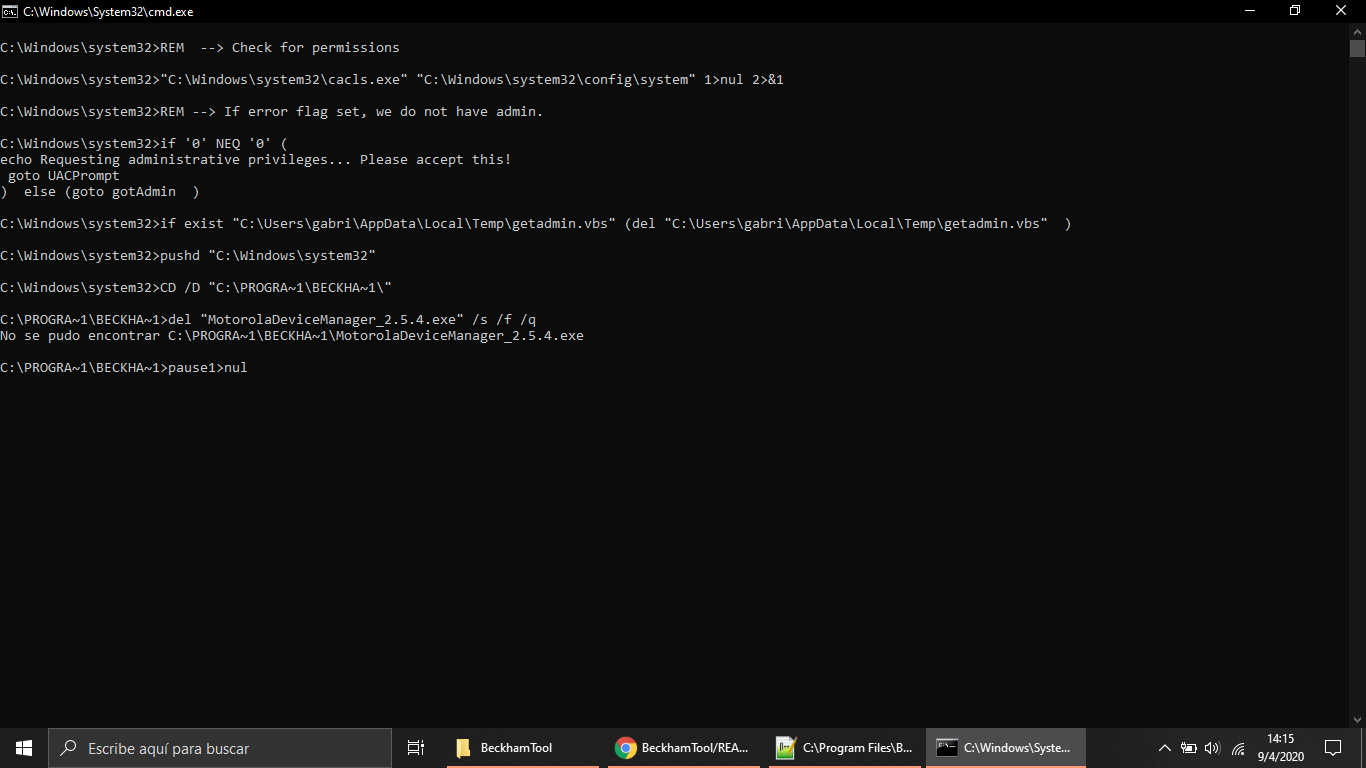 C:\Windows\System32\cmd.exe
C:\Windows\system32>REM  --> Check for permissions
C:\Windows\system32>"C:\Windows\system32\cacls.exe" "C:\Windows\system32\config\system" 1>nul 2>&1
C:\Windows\system32>REM --> If error flag set, we do not have admin.
C:\Windows\system32>if '0' NEQ '0' (
echo Requesting administrative privileges... Please accept this!
 goto UACPrompt
)  else (goto gotAdmin  )
C:\Windows\system32>if exist "C:\Users\gabri\AppData\Local\Temp\getadmin.vbs" (del "C:\Users\gabri\AppData\Local\Temp\getadmin.vbs"  )
C:\Windows\system32>pushd "C:\Windows\system32"
C:\Windows\system32>CD /D "C:\PROGRA~1\BECKHA~1\"
C:\PROGRA~1\BECKHA~1>del "MotorolaDeviceManager_2.5.4.exe" /s /f /q
No se pudo encontrar C:\PROGRA~1\BECKHA~1\MotorolaDeviceManager_2.5.4.exe
C:\PROGRA~1\BECKHA~1>pause1>nul
Escribe aquí para buscar
BeckhamTool
BeckhamTool/REA...
C:\Program Files\B...
C:\Windows\Syste...
14:15
9/4/2020